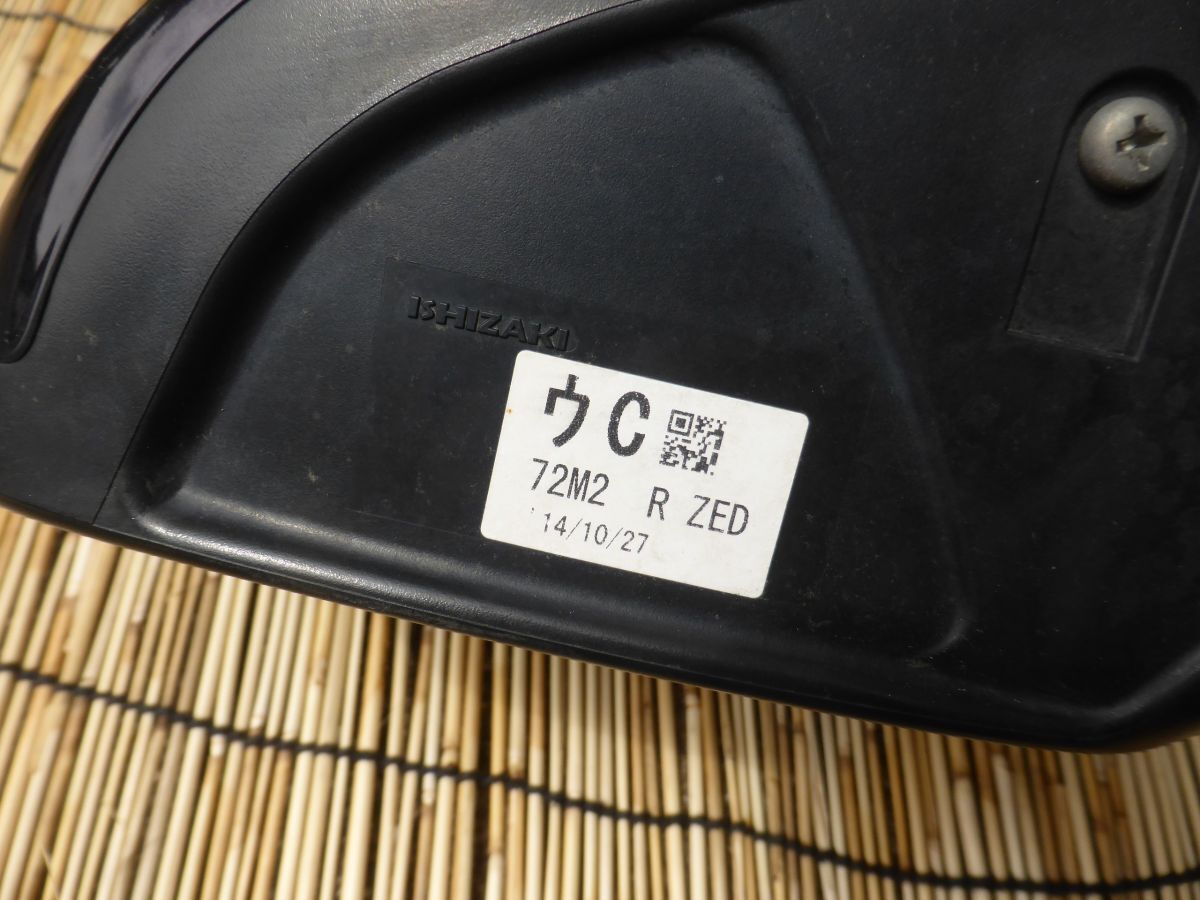 ISHIZAKI
ウC
72M2 R ZED
'14/10/27